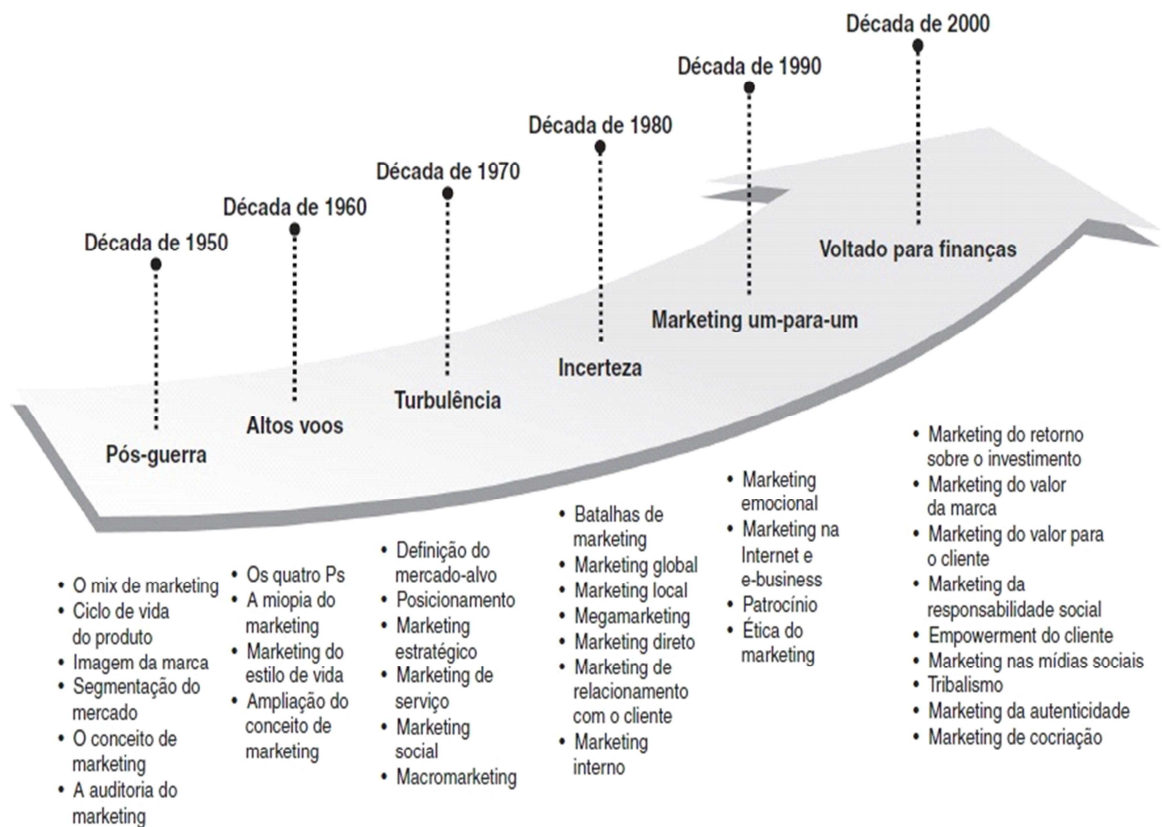 Década de 1950
Década de 1960
Década de 1970
Década de 1980
Década de 1990
Década de 2000
Pós-guerra
Altos voos
Turbulência
Incerteza
Marketing um-para-um
Voltado para finanças
• O mix de marketing
• Ciclo de vida
do produto
• Imagem da marca
• Segmentação do
mercado
• O conceito de
marketing
• A auditoria do
marketing
• Os quatro Ps
• A miopia do
marketing
• Marketing do
estilo de vida
• Ampliação do
conceito de
marketing
• Definição do
mercado-alvo
• Posicionamento
• Marketing
estratégico
• Marketing de
serviço
• Marketing
social
• Macromarketing
• Batalhas de
marketing
• Marketing global
• Marketing local
• Megamarketing
• Marketing direto
• Marketing de
relacionamento
com o cliente
• Marketing
interno
• Marketing
emocional
• Marketing na
Internet e
e-business
• Patrocínio
• Ética do
marketing
• Marketing do retorno
sobre o investimento
• Marketing do valor
da marca
• Marketing do valor para
o cliente
• Marketing da
responsabilidade social
• Empowerment do cliente
• Marketing nas mídias sociais
• Tribalismo
• Marketing da autenticidade
• Marketing de cocriação